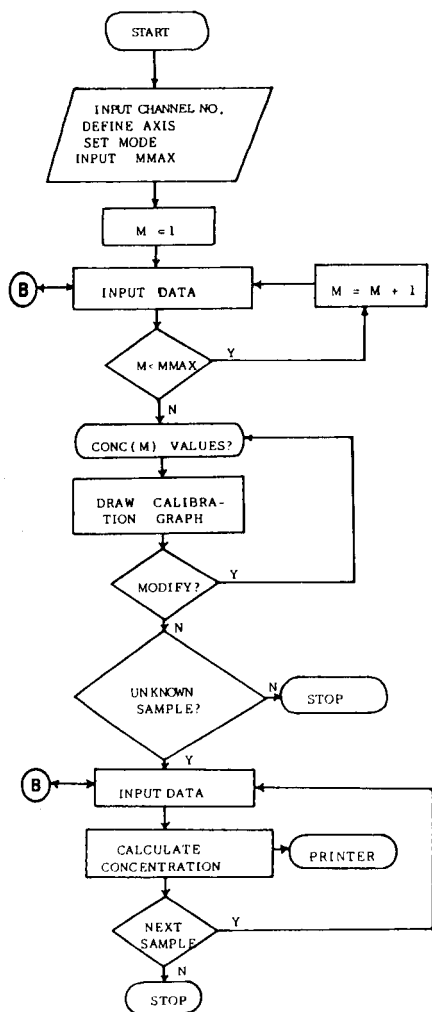 START
INPUT CHANNEL NO.
DEFINE AXIS
SET MODE
INPUT MMAX
M = 1
B
INPUT DATA
M = M + 1
M<MMAX
Y
N
CONC(M) VALUES?
DRAW CALIBRA-
TION GRAPH
MODIFY?
Y
N
UNKNOWN
SAMPLE?
N
STOP
Y
B
INPUT DATA
CALCULATE
CONCENTRATION
PRINTER
NEXT
SAMPLE
Y
N
STOP